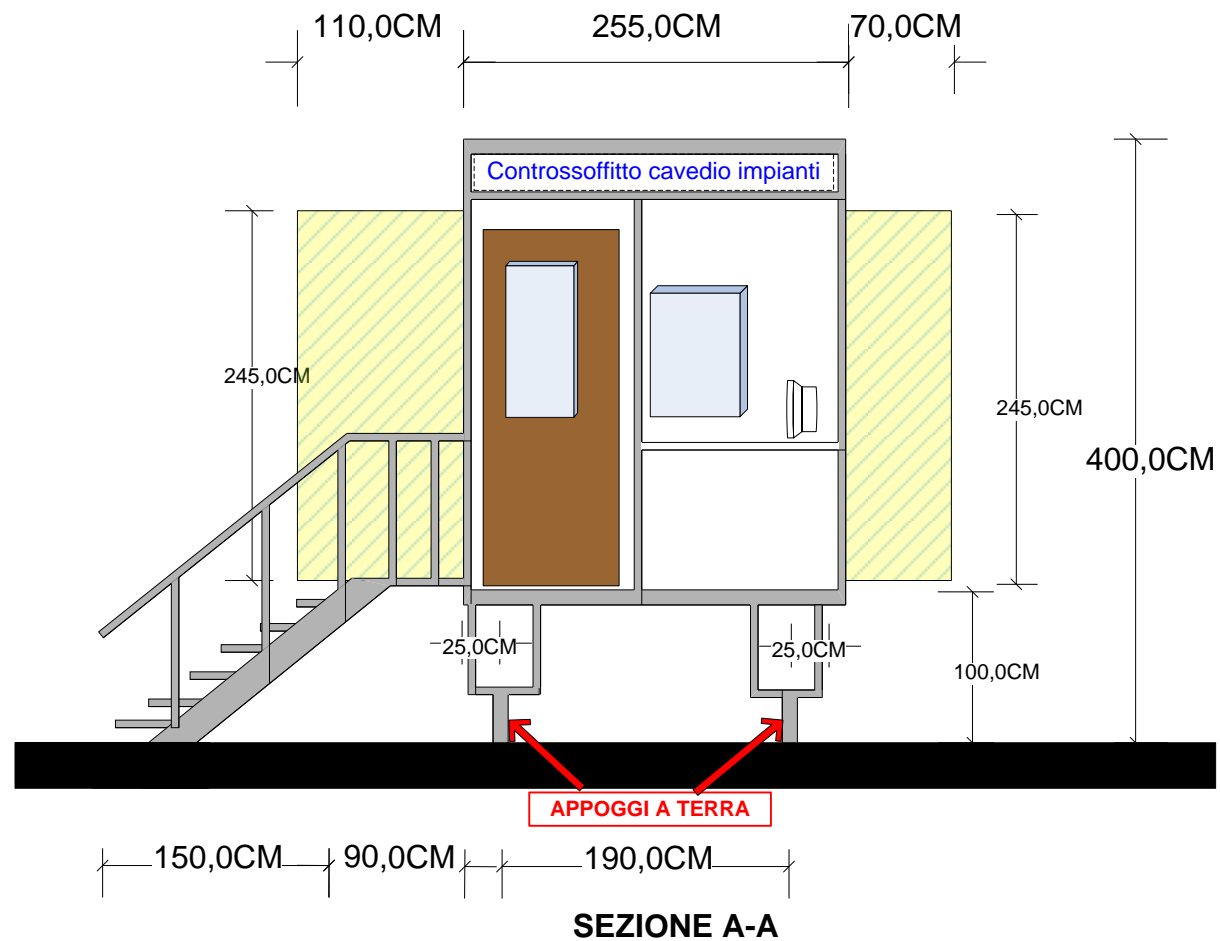 110,0CM 255,0CM 70,0CM
Controssoffitto cavedio impianti
245,0CM
245,0CM
400,0CM
25,0CM 25,0CM
100,0CM
APPOGGI A TERRA
150,0CM 90,0CM 190,0CM
SEZIONE A-A